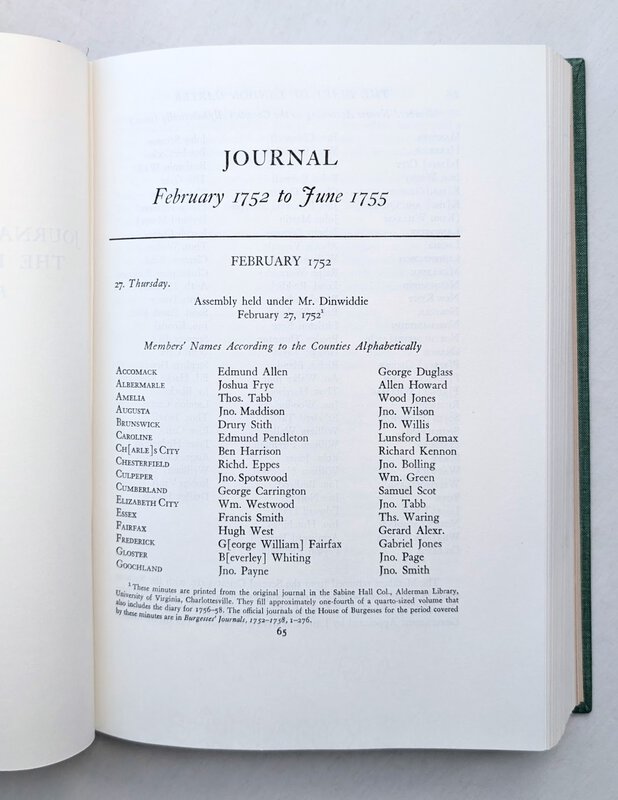 JOURNAL
February 1752 to June 1755
FEBRUARY 1752
27. Thursday.
Assembly held under Mr. Dinwiddie
February 27, 1752¹
Members' Names According to the Counties Alphabetically
ACCOMACK Edmund Allen George Duglass
ALBERMARLE Joshua Frye Allen Howard
AMELIA Thos. Tabb Wood Jones
AUGUSTA Jno. Maddison Jno. Wilson
BRUNSWICK Drury Stith Jno. Willis
CAROLINE Edmund Pendleton Lunsford Lomax
CH[ARLE]S CITY Ben Harrison Richard Kennon
CHESTERFIELD Richd. Eppes Jno. Bolling
CULPEPER Jno. Spotswood Wm. Green
CUMBERLAND George Carrington Samuel Scot
ELIZABETH CITY Wm. Westwood Jno. Tabb
ESSEX Francis Smith Ths. Waring
FAIRFAX Hugh West Gerard Alexr.
FREDERICK G[eorge William] Fairfax Gabriel Jones
GLOSTER B[everley] Whiting Jno. Page
GOOCHLAND Jno. Payne Jno. Smith
¹ These minutes are printed from the original journal in the Sabine Hall Col., Alderman Library,
University of Virginia, Charlottesville. They fill approximately one-fourth of a quarto-sized volume that
also includes the diary for 1756-58. The official journals of the House of Burgesses for the period covered
by these minutes are in Burgesses' Journals, 1752-1758, 1-276.
65